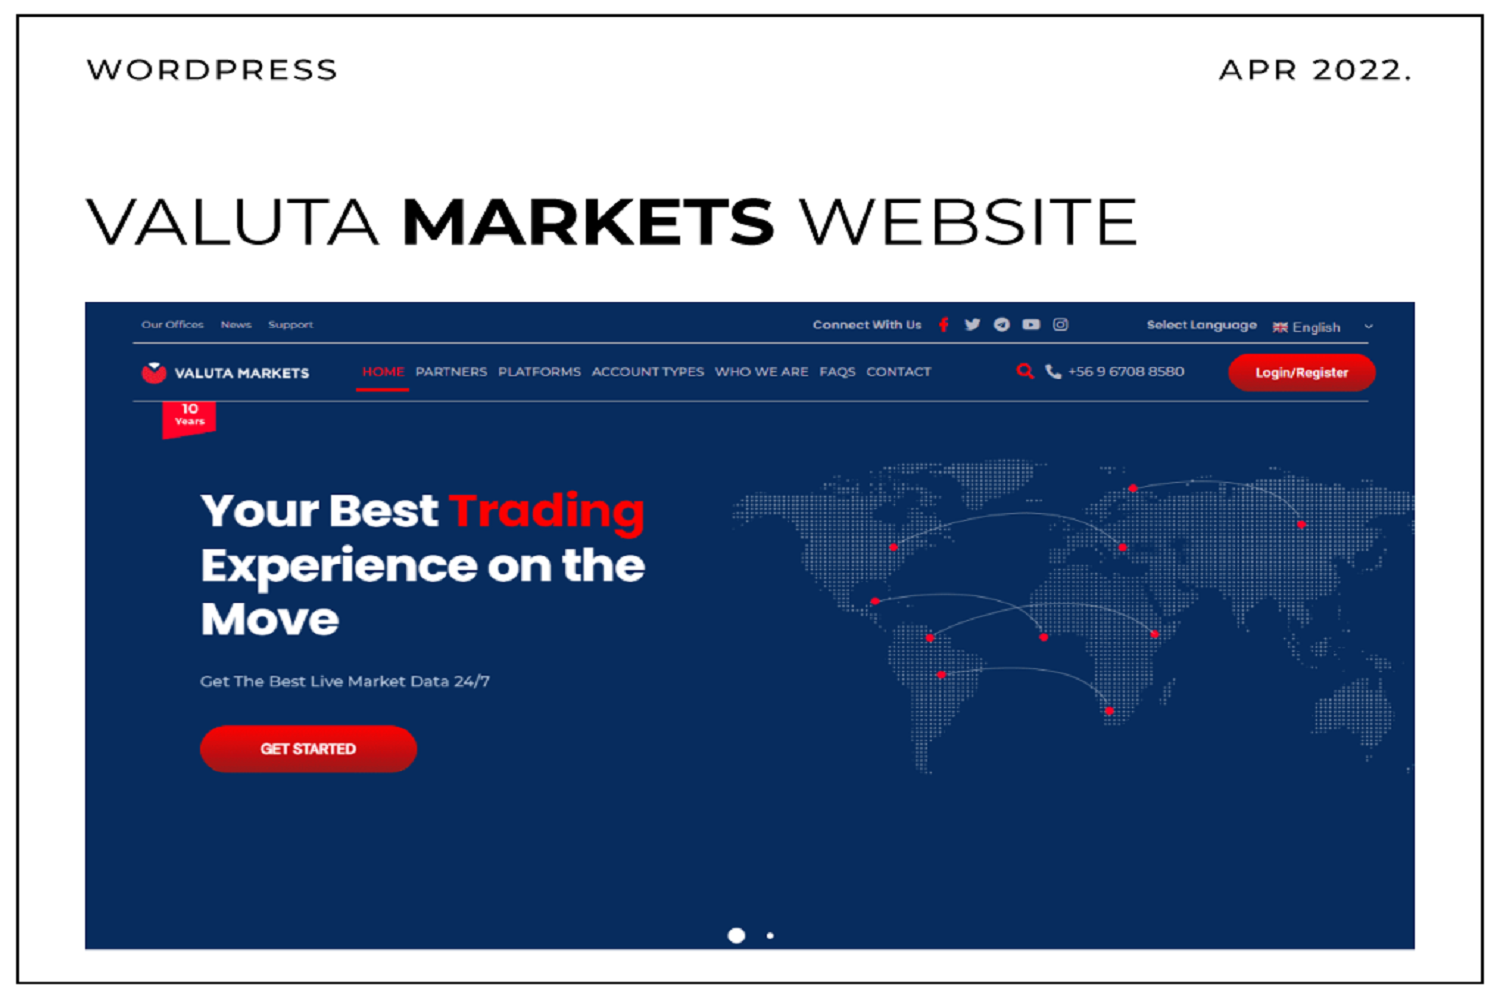 WORDPRESS
APR 2022.
VALUTA MARKETS WEBSITE
Our Offices News Support
Connect With Us
Select Language English
VALUTA MARKETS
HOME PARTNERS PLATFORMS ACCOUNT TYPES WHO WE ARE FAQS CONTACT
+56 9 6708 8580
Login/Register
10
Years
Your Best Trading
Experience on the
Move
Get The Best Live Market Data 24/7
GET STARTED